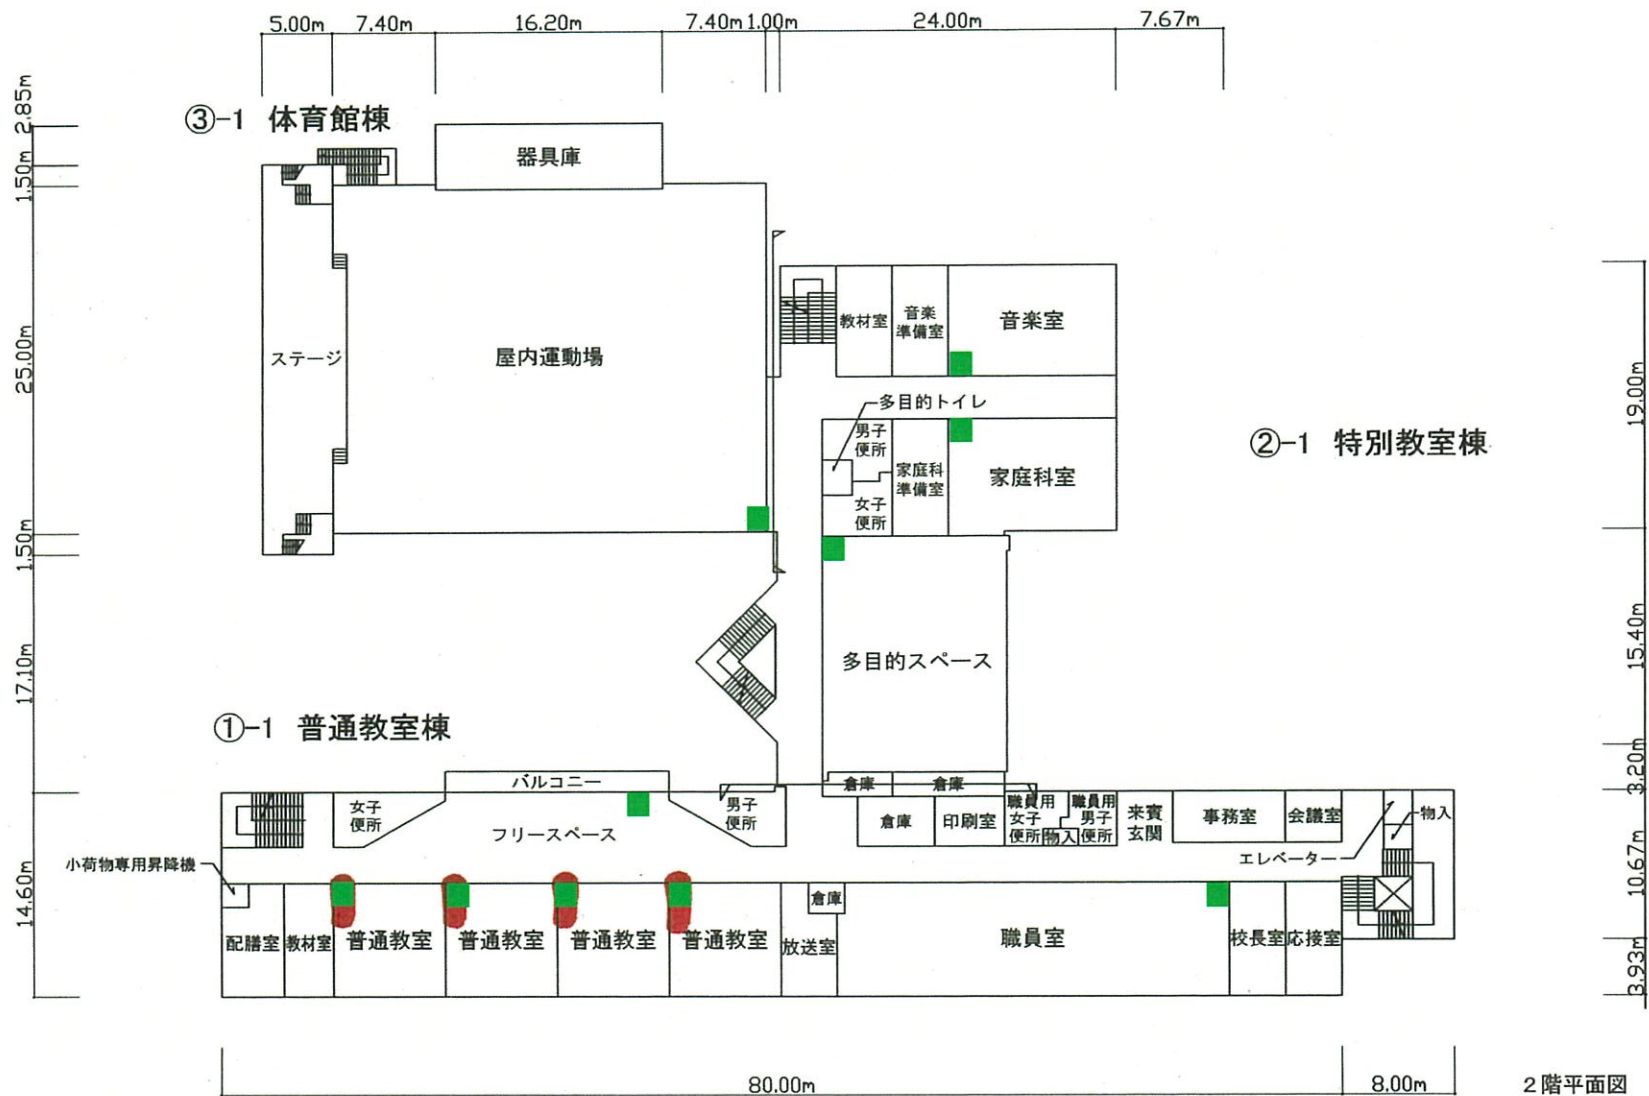 5.00m
7.40m
16.20m
7.40m
1.00m
24.00m
7.67m
2.85m
1.50m
25.00m
1.50m
17.10m
14.60m
③-1 体育館棟
器具庫
ステージ
屋内運動場
教材室
音楽
準備室
音楽室
多目的トイレ
男子
便所
女子
便所
家庭科
準備室
家庭科室
②-1 特別教室棟
19.00m
15.40m
3.20m
10.67m
3.93m
多目的スペース
①-1 普通教室棟
バルコニー
女子
便所
フリースペース
男子
便所
倉庫
倉庫
倉庫
印刷室
職員用
女子
便所
物入
職員用
男子
便所
来賓
玄関
事務室
会議室
物入
エレベーター
小荷物専用昇降機
配膳室
教材室
普通教室
普通教室
普通教室
普通教室
放送室
倉庫
職員室
校長室
応接室
80.00m
8.00m
2階平面図